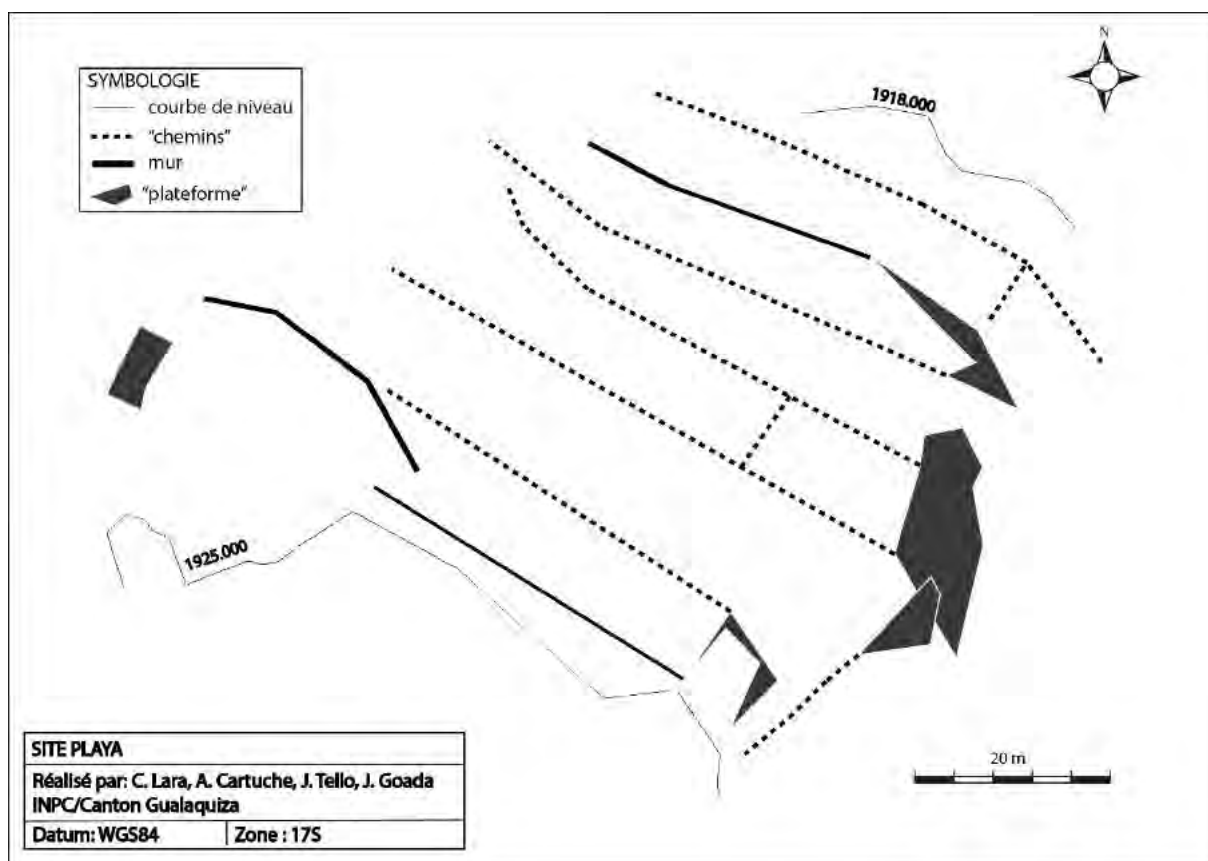 N
SYMBOLOGIE
courbe de niveau
"chemins"
mur
"plateforme"
1918.000
1925.000
20 m
SITE PLAYA
Réalisé par: C. Lara, A. Cartuche, J. Tello, J. Goada
INPC/Canton Gualaquiza
Datum: WGS84
Zone : 17S